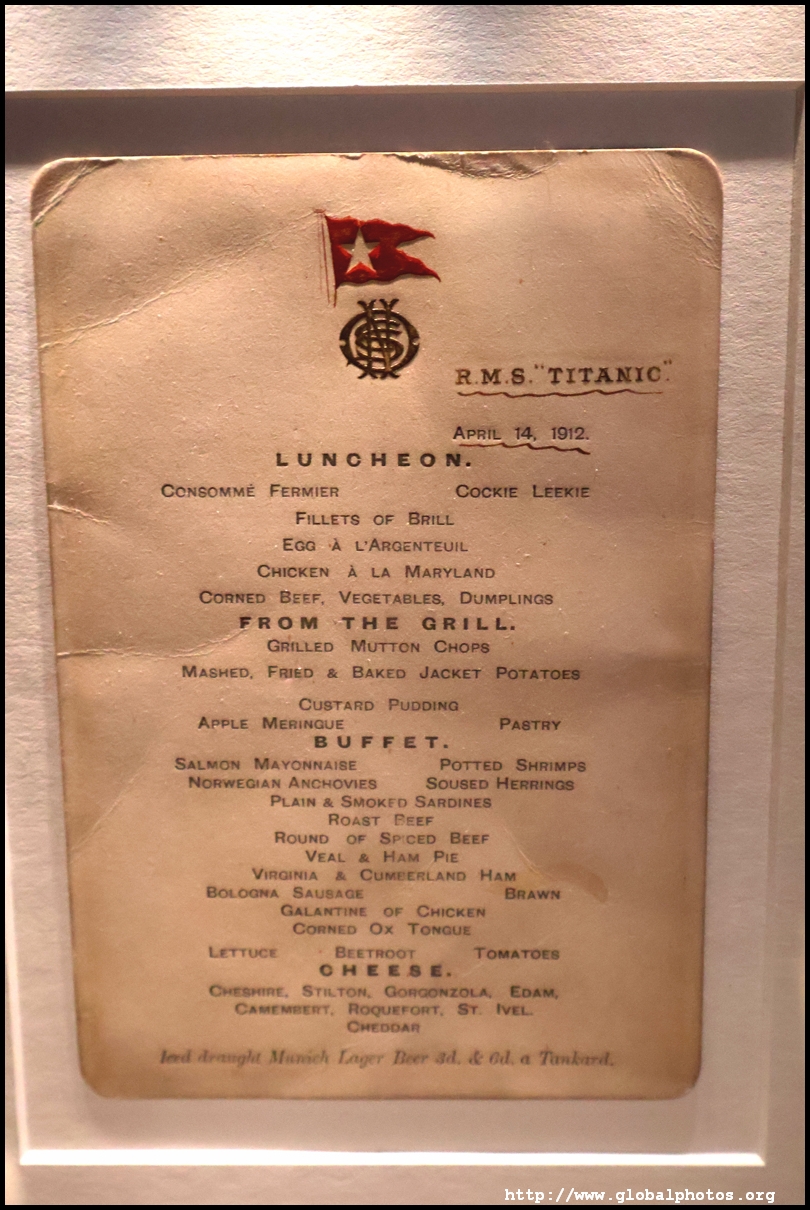 R.M.S. "TITANIC."
APRIL 14, 1912.
LUNCHEON.
CONSOMMÉ FERMIER COCKIE LEEKIE
FILLETS OF BRILL
EGG À L'ARGENTEUIL
CHICKEN À LA MARYLAND
CORNED BEEF, VEGETABLES, DUMPLINGS
FROM THE GRILL.
GRILLED MUTTON CHOPS
MASHED, FRIED & BAKED JACKET POTATOES
CUSTARD PUDDING
APPLE MERINGUE PASTRY
BUFFET.
SALMON MAYONNAISE POTTED SHRIMPS
NORWEGIAN ANCHOVIES SOUSED HERRINGS
PLAIN & SMOKED SARDINES
ROAST BEEF
ROUND OF SPICED BEEF
VEAL & HAM PIE
VIRGINIA & CUMBERLAND HAM
BOLOGNA SAUSAGE BRAWN
GALANTINE OF CHICKEN
CORNED OX TONGUE
LETTUCE BEETROOT TOMATOES
CHEESE.
CHESHIRE, STILTON, GORGONZOLA, EDAM,
CAMEMBERT, ROQUEFORT, ST. IVEL.
CHEDDAR
Iced draught Munich Lager Beer 3d. & 6d. a Tankard.
http://www.globalphotos.org